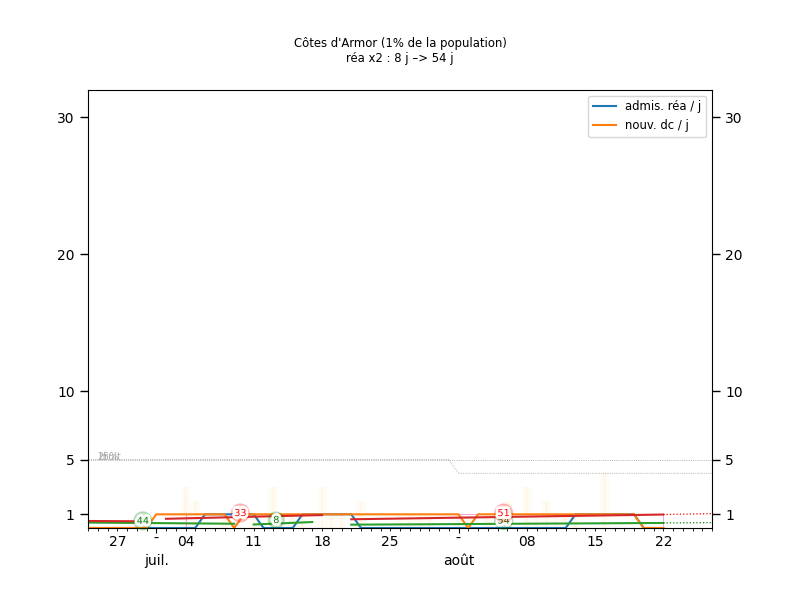 Côtes d'Armor (1% de la population)
réa x2 : 8 j –> 54 j
admis. réa / j
nouv. dc / j
30 30
20 20
10 10
5 5
1 1
44 33 8 51 54
27 - 04 11 18 25 - 08 15 22
juil. août